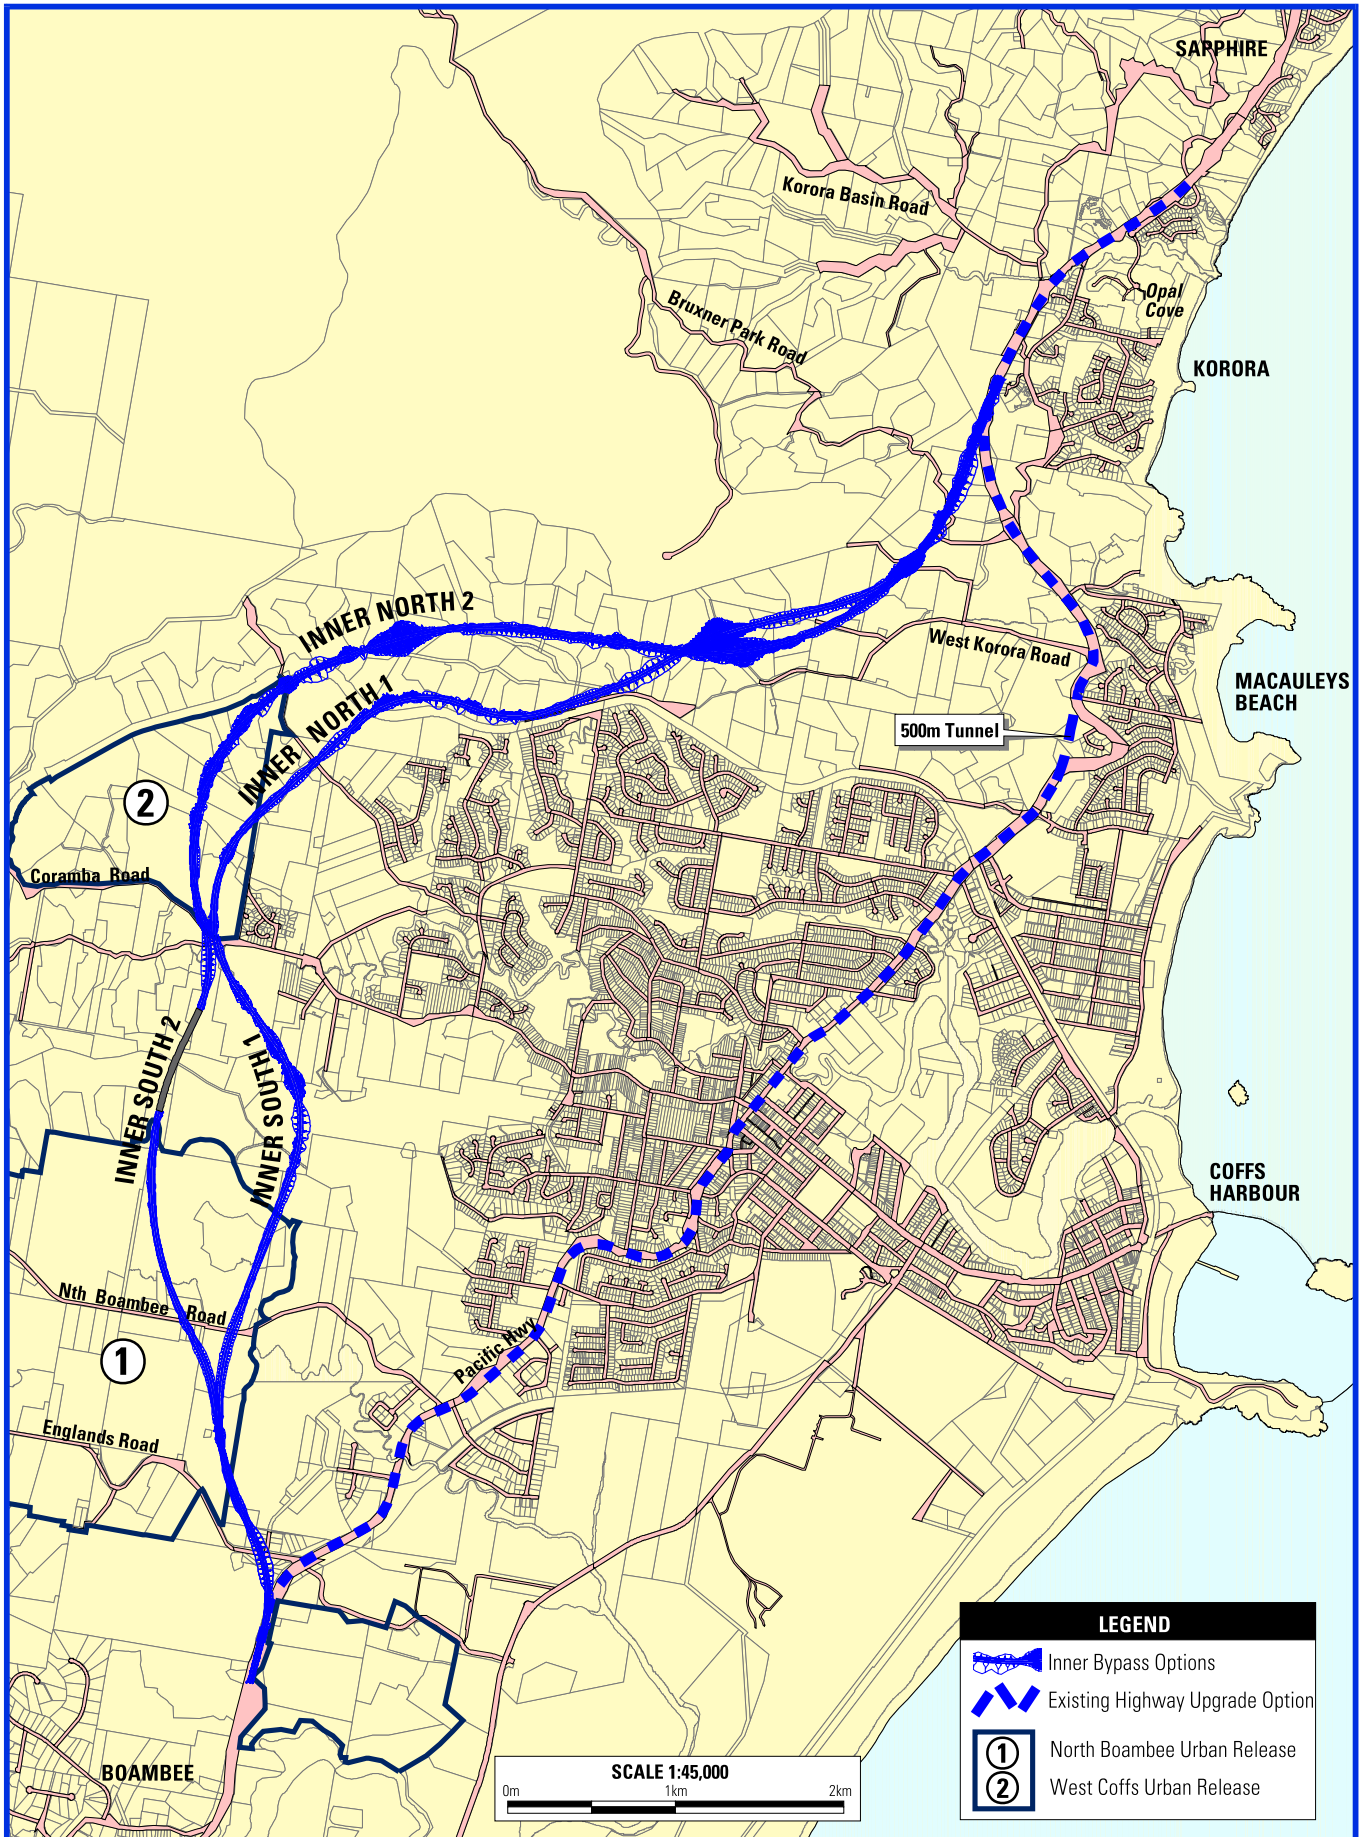 SAPPHIRE
Korora Basin Road
Opal
Cove
Bruxner Park Road
KORORA
INNER NORTH 2
West Korora Road
MACAULEYS
BEACH
INNER NORTH 1
500m Tunnel
2
Coramba Road
INNER SOUTH 2
INNER SOUTH 1
COFFS
HARBOUR
Nth Boambee Road
Pacific Hwy
1
Englands Road
BOAMBEE
SCALE 1:45,000
0m 1km 2km
LEGEND
Inner Bypass Options
Existing Highway Upgrade Option
1 North Boambee Urban Release
2 West Coffs Urban Release